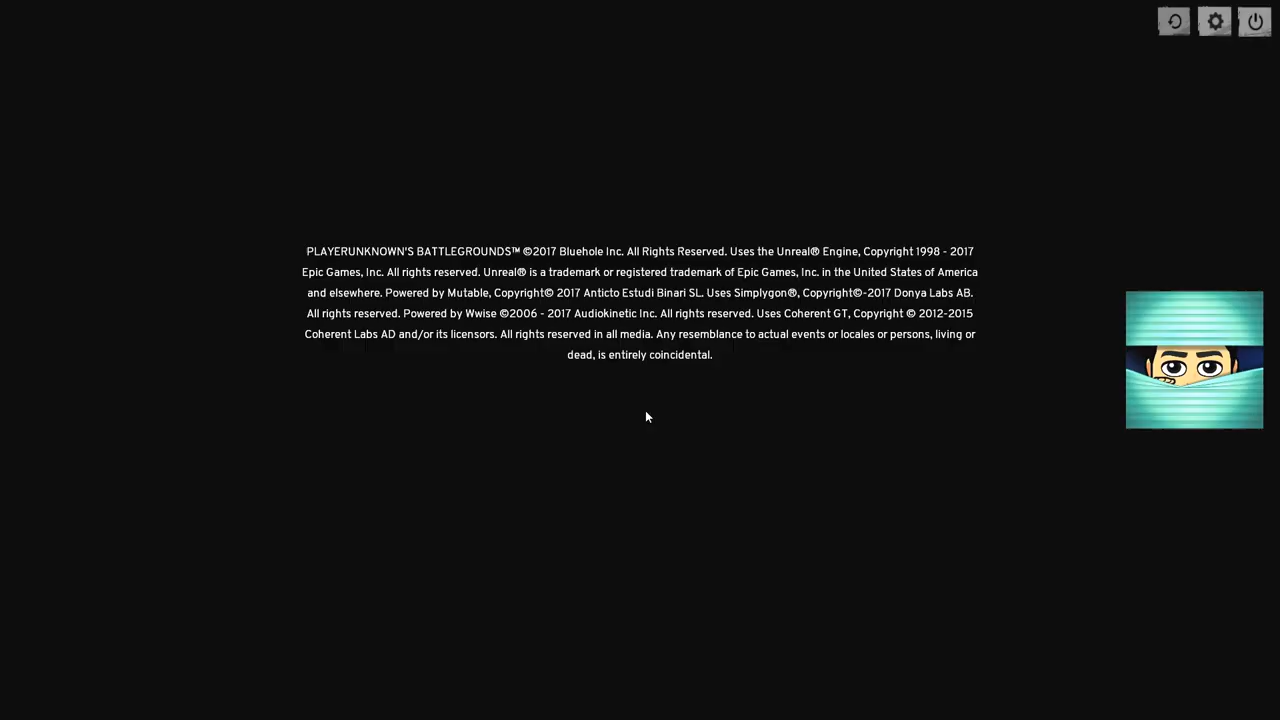 PLAYERUNKNOWN'S BATTLEGROUNDS™ ©2017 Bluehole Inc. All Rights Reserved. Uses the Unreal® Engine, Copyright 1998 - 2017
Epic Games, Inc. All rights reserved. Unreal® is a trademark or registered trademark of Epic Games, Inc. in the United States of America
and elsewhere. Powered by Mutable, Copyright© 2017 Anticto Estudi Binari SL. Uses Simplygon®, Copyright©-2017 Donya Labs AB.
All rights reserved. Powered by Wwise ©2006 - 2017 Audiokinetic Inc. All rights reserved. Uses Coherent GT, Copyright © 2012-2015
Coherent Labs AD and/or its licensors. All rights reserved in all media. Any resemblance to actual events or locales or persons, living or
dead, is entirely coincidental.